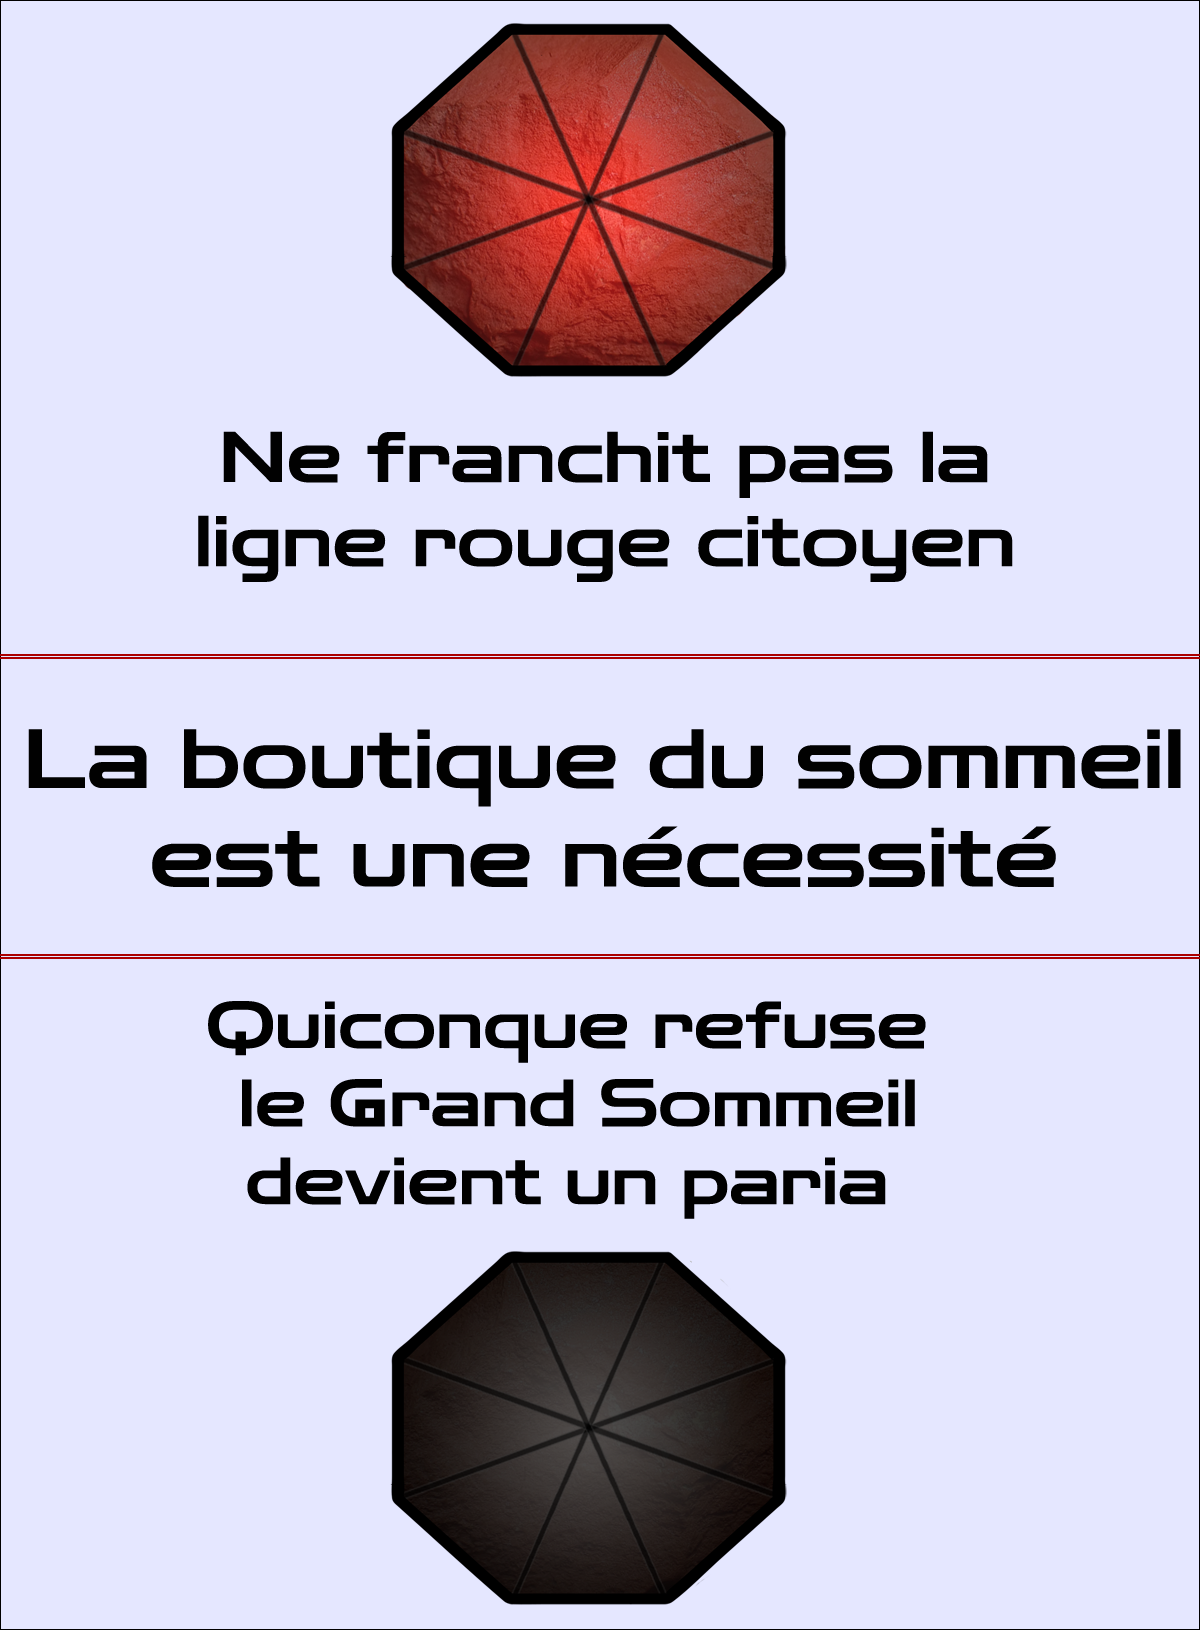 Ne franchit pas la
ligne rouge citoyen
La boutique du sommeil
est une nécessité
Quiconque refuse
le Grand Sommeil
devient un paria